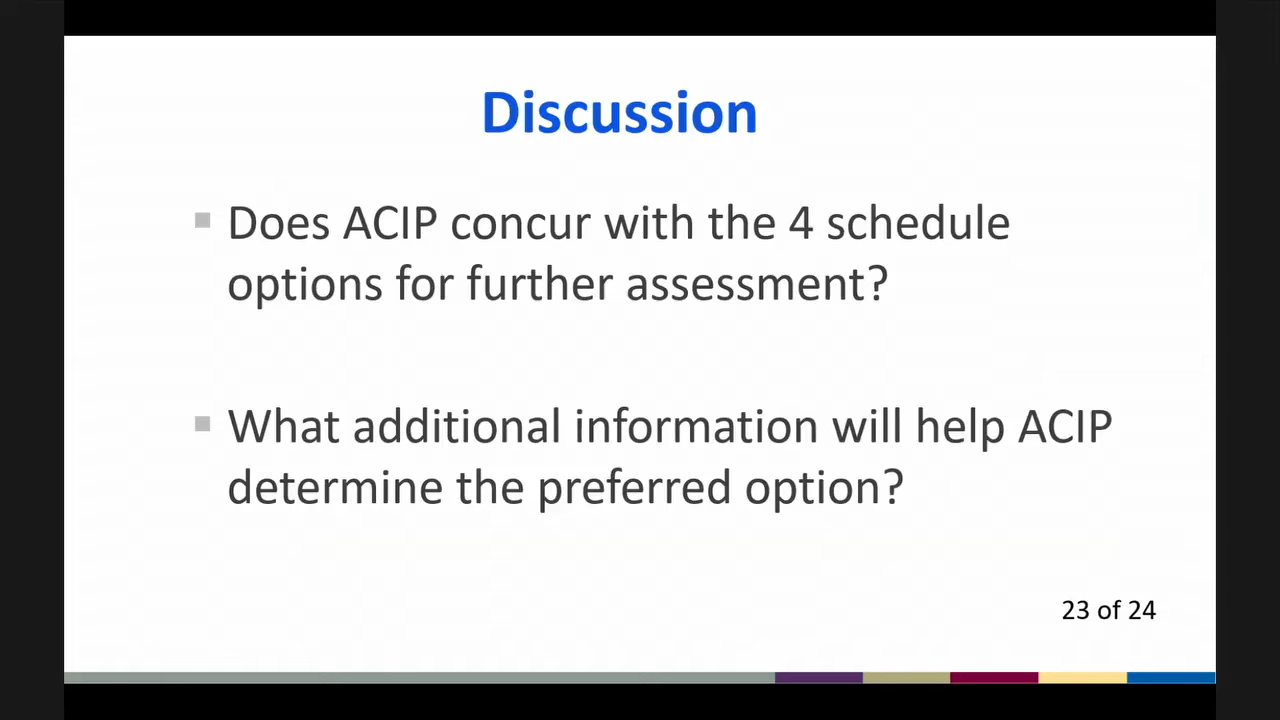 Discussion
Does ACIP concur with the 4 schedule
options for further assessment?
What additional information will help ACIP
determine the preferred option?
23 of 24